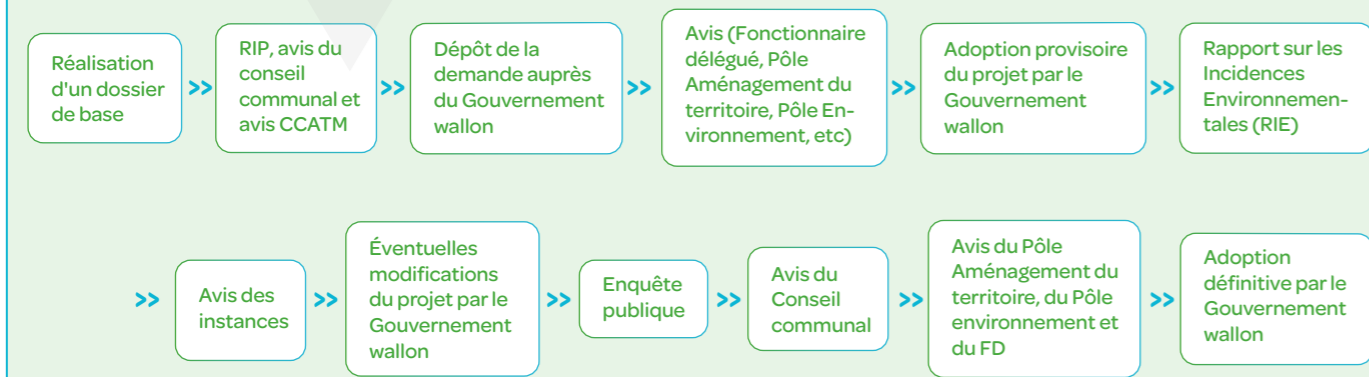 Réalisation
d'un dossier
de base
>>
RIP, avis du
conseil
communal et
avis CCATM
>>
Dépôt de la
demande auprès
du Gouvernement
wallon
>>
Avis (Fonctionnaire
délégué, Pôle
Aménagement du
territoire, Pôle En-
vironnement, etc)
>>
Adoption provisoire
du projet par le
Gouvernement
wallon
>>
Rapport sur les
Incidences
Environnemen-
tales (RIE)
>>
Avis des
instances
>>
Éventuelles
modifications
du projet par le
Gouvernement
wallon
>>
Enquête
publique
>>
Avis du
Conseil
communal
>>
Avis du Pôle
Aménagement du
territoire, du Pôle
environnement et
du FD
>>
Adoption
définitive par le
Gouvernement
wallon